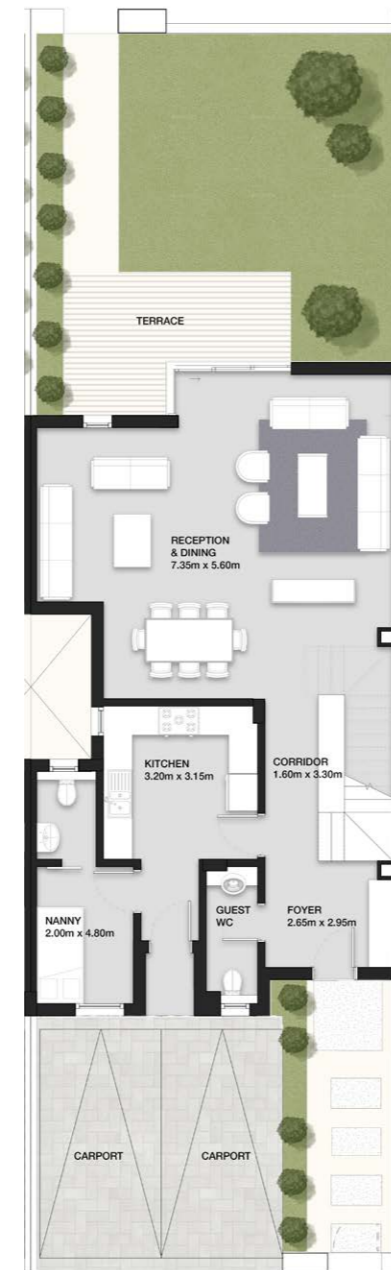 TERRACE
RECEPTION
& DINING
7.35m x 5.60m
KITCHEN
3.20m x 3.15m
CORRIDOR
1.60m x 3.30m
NANNY
2.00m x 4.80m
GUEST
WC
FOYER
2.65m x 2.95m
CARPORT
CARPORT